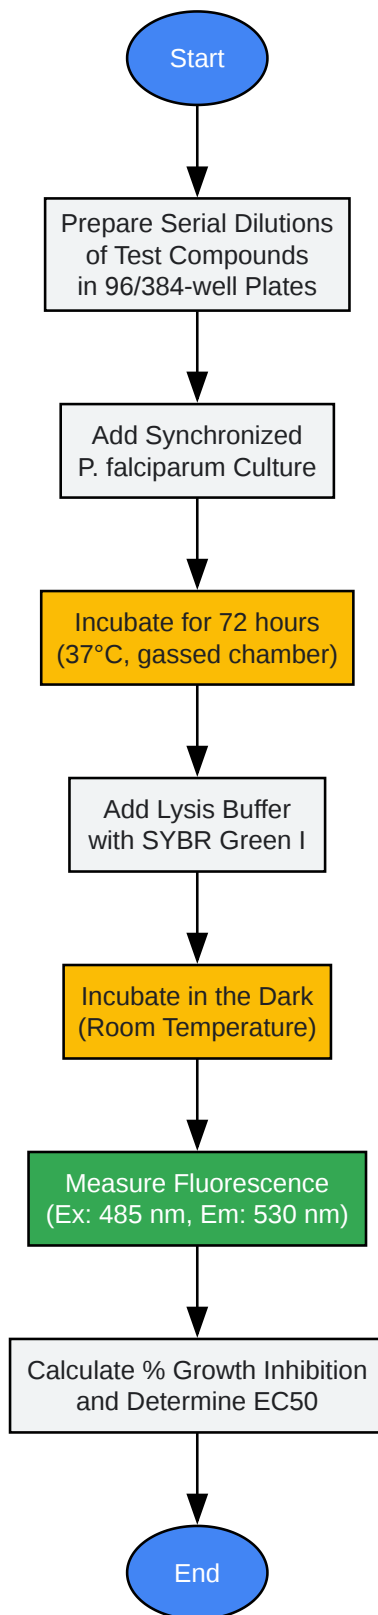 Start
Prepare Serial Dilutions
of Test Compounds
in 96/384-well Plates
Add Synchronized
P. falciparum Culture
Incubate for 72 hours
(37°C, gassed chamber)
Add Lysis Buffer
with SYBR Green I
Incubate in the Dark
(Room Temperature)
Measure Fluorescence
(Ex: 485 nm, Em: 530 nm)
Calculate % Growth Inhibition
and Determine EC50
End